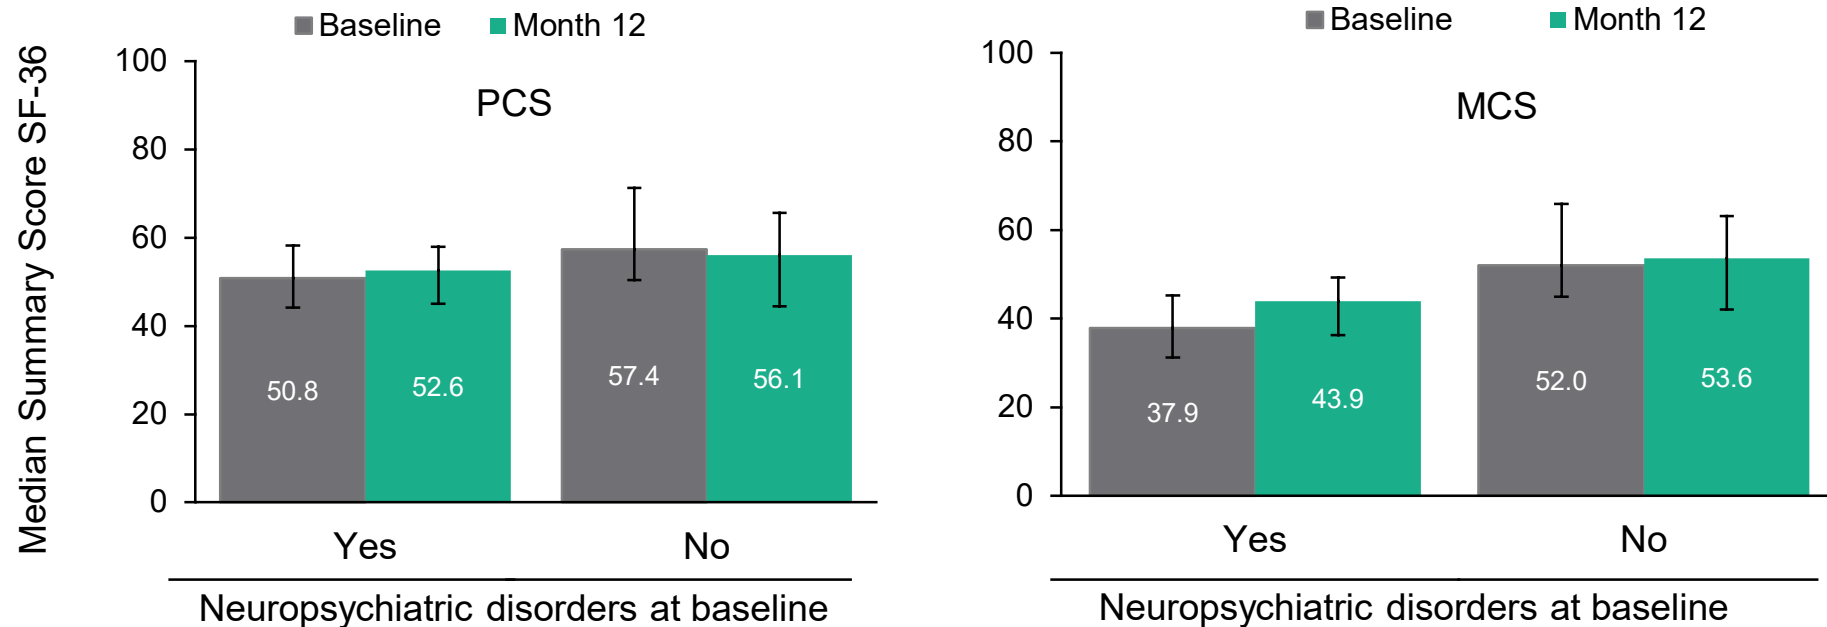 Baseline Month 12
Median Summary Score SF-36
PCS
100
80
60
40
20
0
50.8 52.6 57.4 56.1
Yes No
Neuropsychiatric disorders at baseline
Baseline Month 12
MCS
100
80
60
40
20
0
37.9 43.9 52.0 53.6
Yes No
Neuropsychiatric disorders at baseline